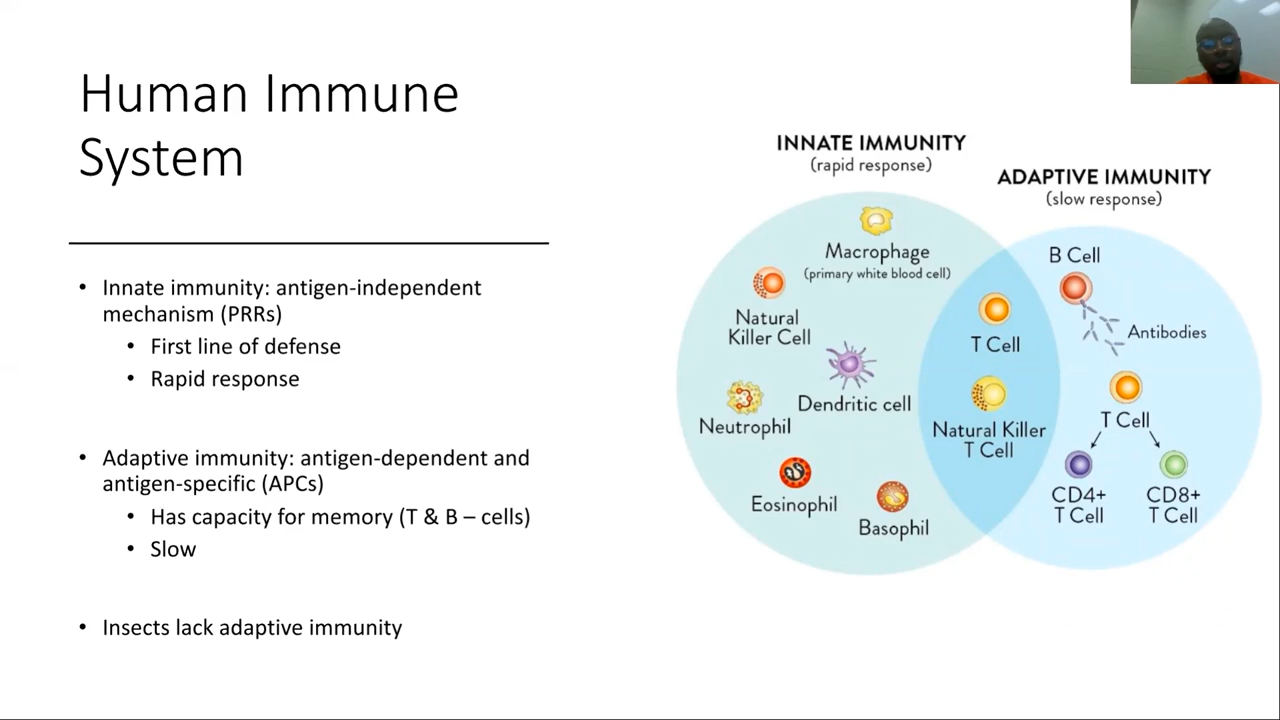 Human Immune
System
Innate immunity: antigen-independent
mechanism (PRRs)
First line of defense
Rapid response
Adaptive immunity: antigen-dependent and
antigen-specific (APCs)
Has capacity for memory (T & B – cells)
Slow
Insects lack adaptive immunity
INNATE IMMUNITY
(rapid response)
ADAPTIVE IMMUNITY
(slow response)
Macrophage
(primary white blood cell)
Natural
Killer Cell
Dendritic cell
Neutrophil
Eosinophil
Basophil
T Cell
Natural Killer
T Cell
B Cell
Antibodies
T Cell
CD4+
T Cell
CD8+
T Cell